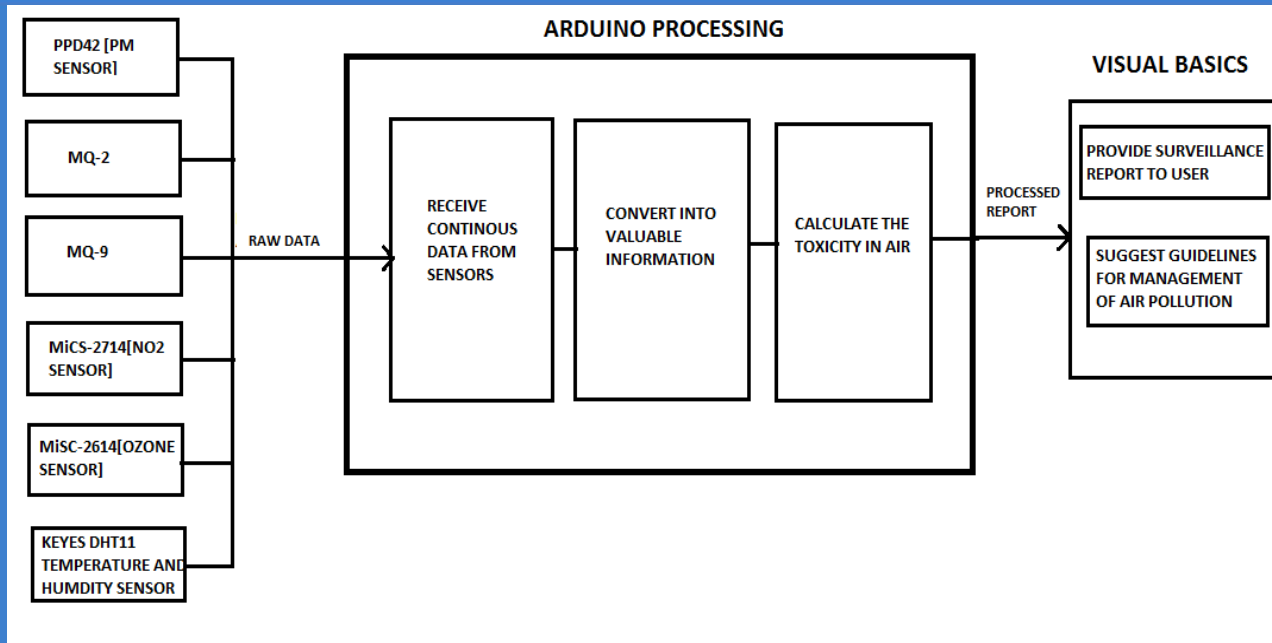 ARDUINO PROCESSING
VISUAL BASICS
PPD42 [PM
SENSOR]
MQ-2
MQ-9
MiCS-2714[NO2
SENSOR]
MiSC-2614[OZONE
SENSOR]
KEYES DHT11
TEMPERATURE AND
HUMDITY SENSOR
RAW DATA
RECEIVE
CONTINOUS
DATA FROM
SENSORS
CONVERT INTO
VALUABLE
INFORMATION
CALCULATE THE
TOXICITY IN AIR
PROCESSED
REPORT
PROVIDE SURVEILLANCE
REPORT TO USER
SUGGEST GUIDELINES
FOR MANAGEMENT
OF AIR POLLUTION